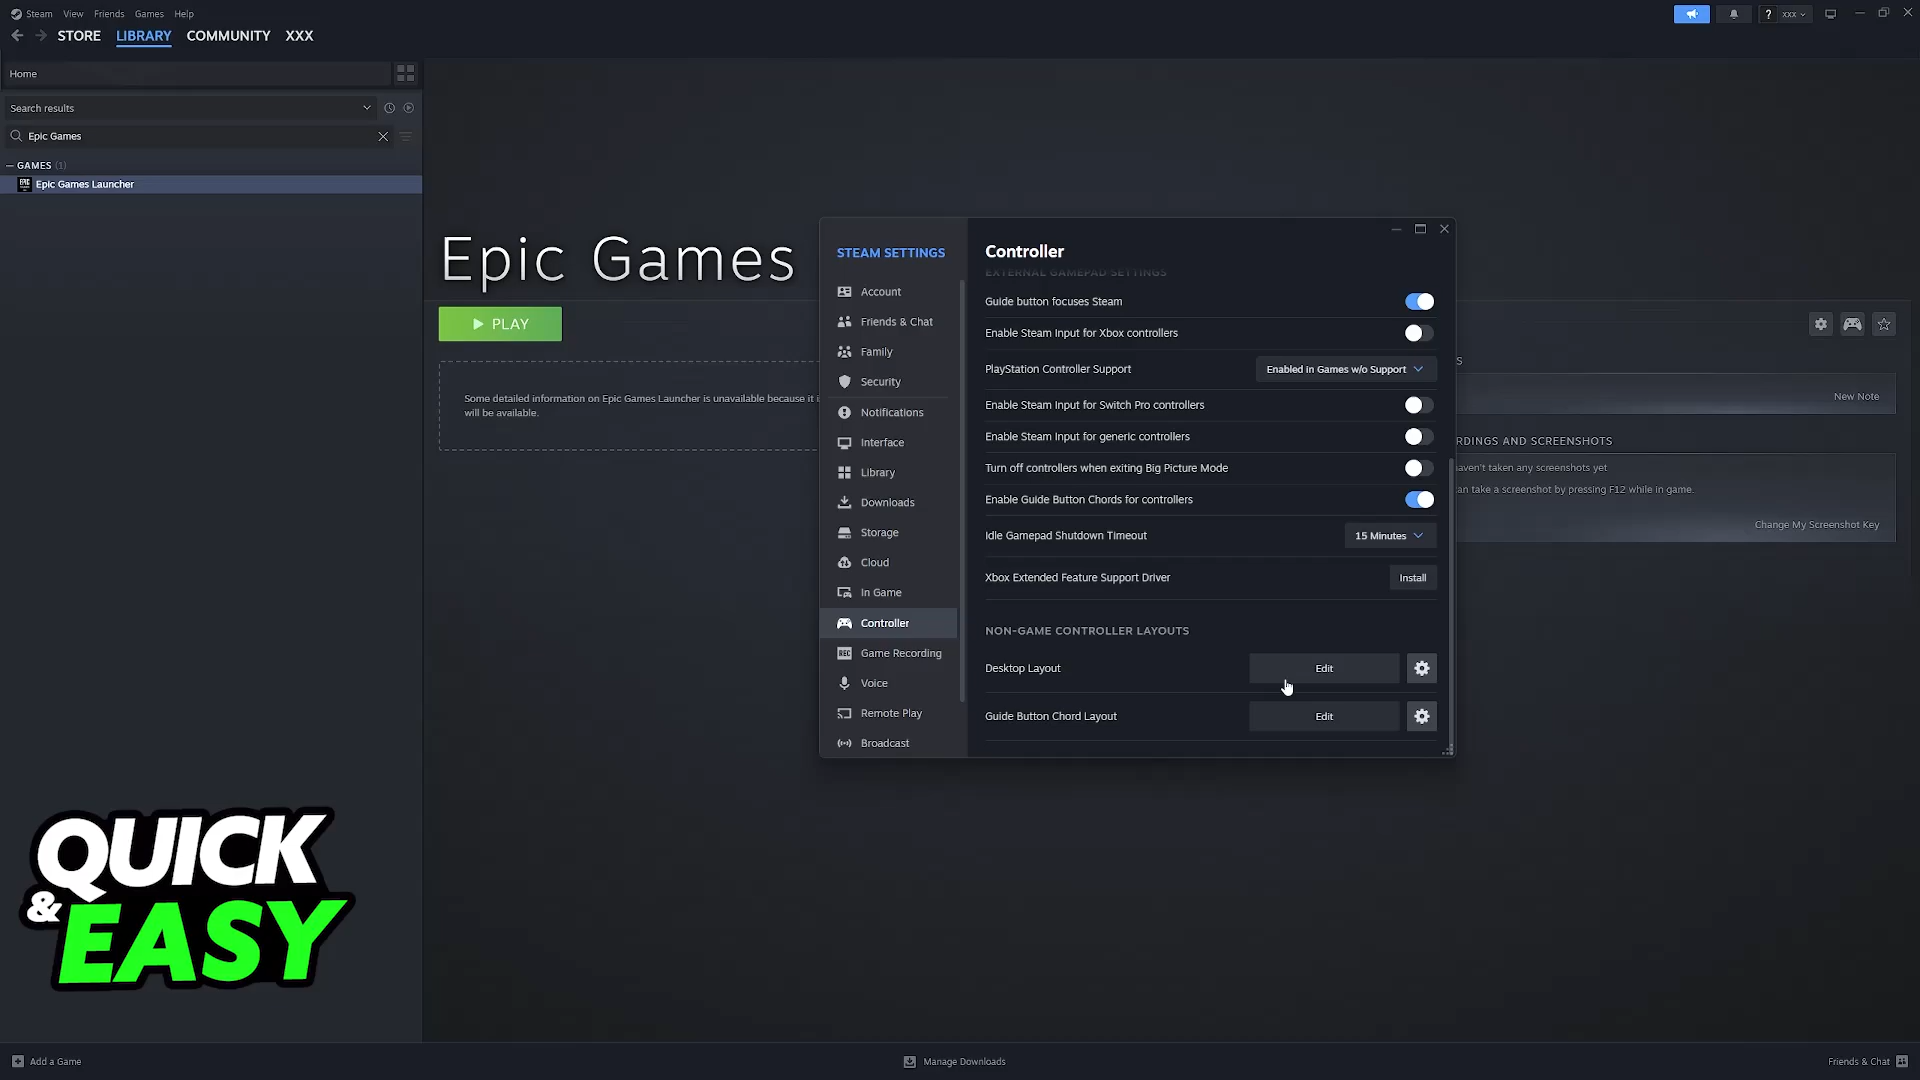 Steam View Friends Games Help
? xxx
STORE LIBRARY COMMUNITY XXX
Home
Search results
Epic Games
— GAMES (1)
EPIC Epic Games Launcher
Epic Games
PLAY
Some detailed information on Epic Games Launcher is unavailable because it i
will be available.
STEAM SETTINGS
Account
Friends & Chat
Family
Security
Notifications
Interface
Library
Downloads
Storage
Cloud
In Game
Controller
REC Game Recording
Voice
Remote Play
Broadcast
Controller
EXTERNAL GAMEPAD SETTINGS
Guide button focuses Steam
Enable Steam Input for Xbox controllers
PlayStation Controller Support Enabled in Games w/o Support
Enable Steam Input for Switch Pro controllers
Enable Steam Input for generic controllers
Turn off controllers when exiting Big Picture Mode
Enable Guide Button Chords for controllers
Idle Gamepad Shutdown Timeout 15 Minutes
Xbox Extended Feature Support Driver Install
NON-GAME CONTROLLER LAYOUTS
Desktop Layout Edit
Guide Button Chord Layout Edit
S
New Note
RDINGS AND SCREENSHOTS
aven't taken any screenshots yet
an take a screenshot by pressing F12 while in game.
Change My Screenshot Key
QUICK
& EASY
Add a Game
Manage Downloads
Friends & Chat